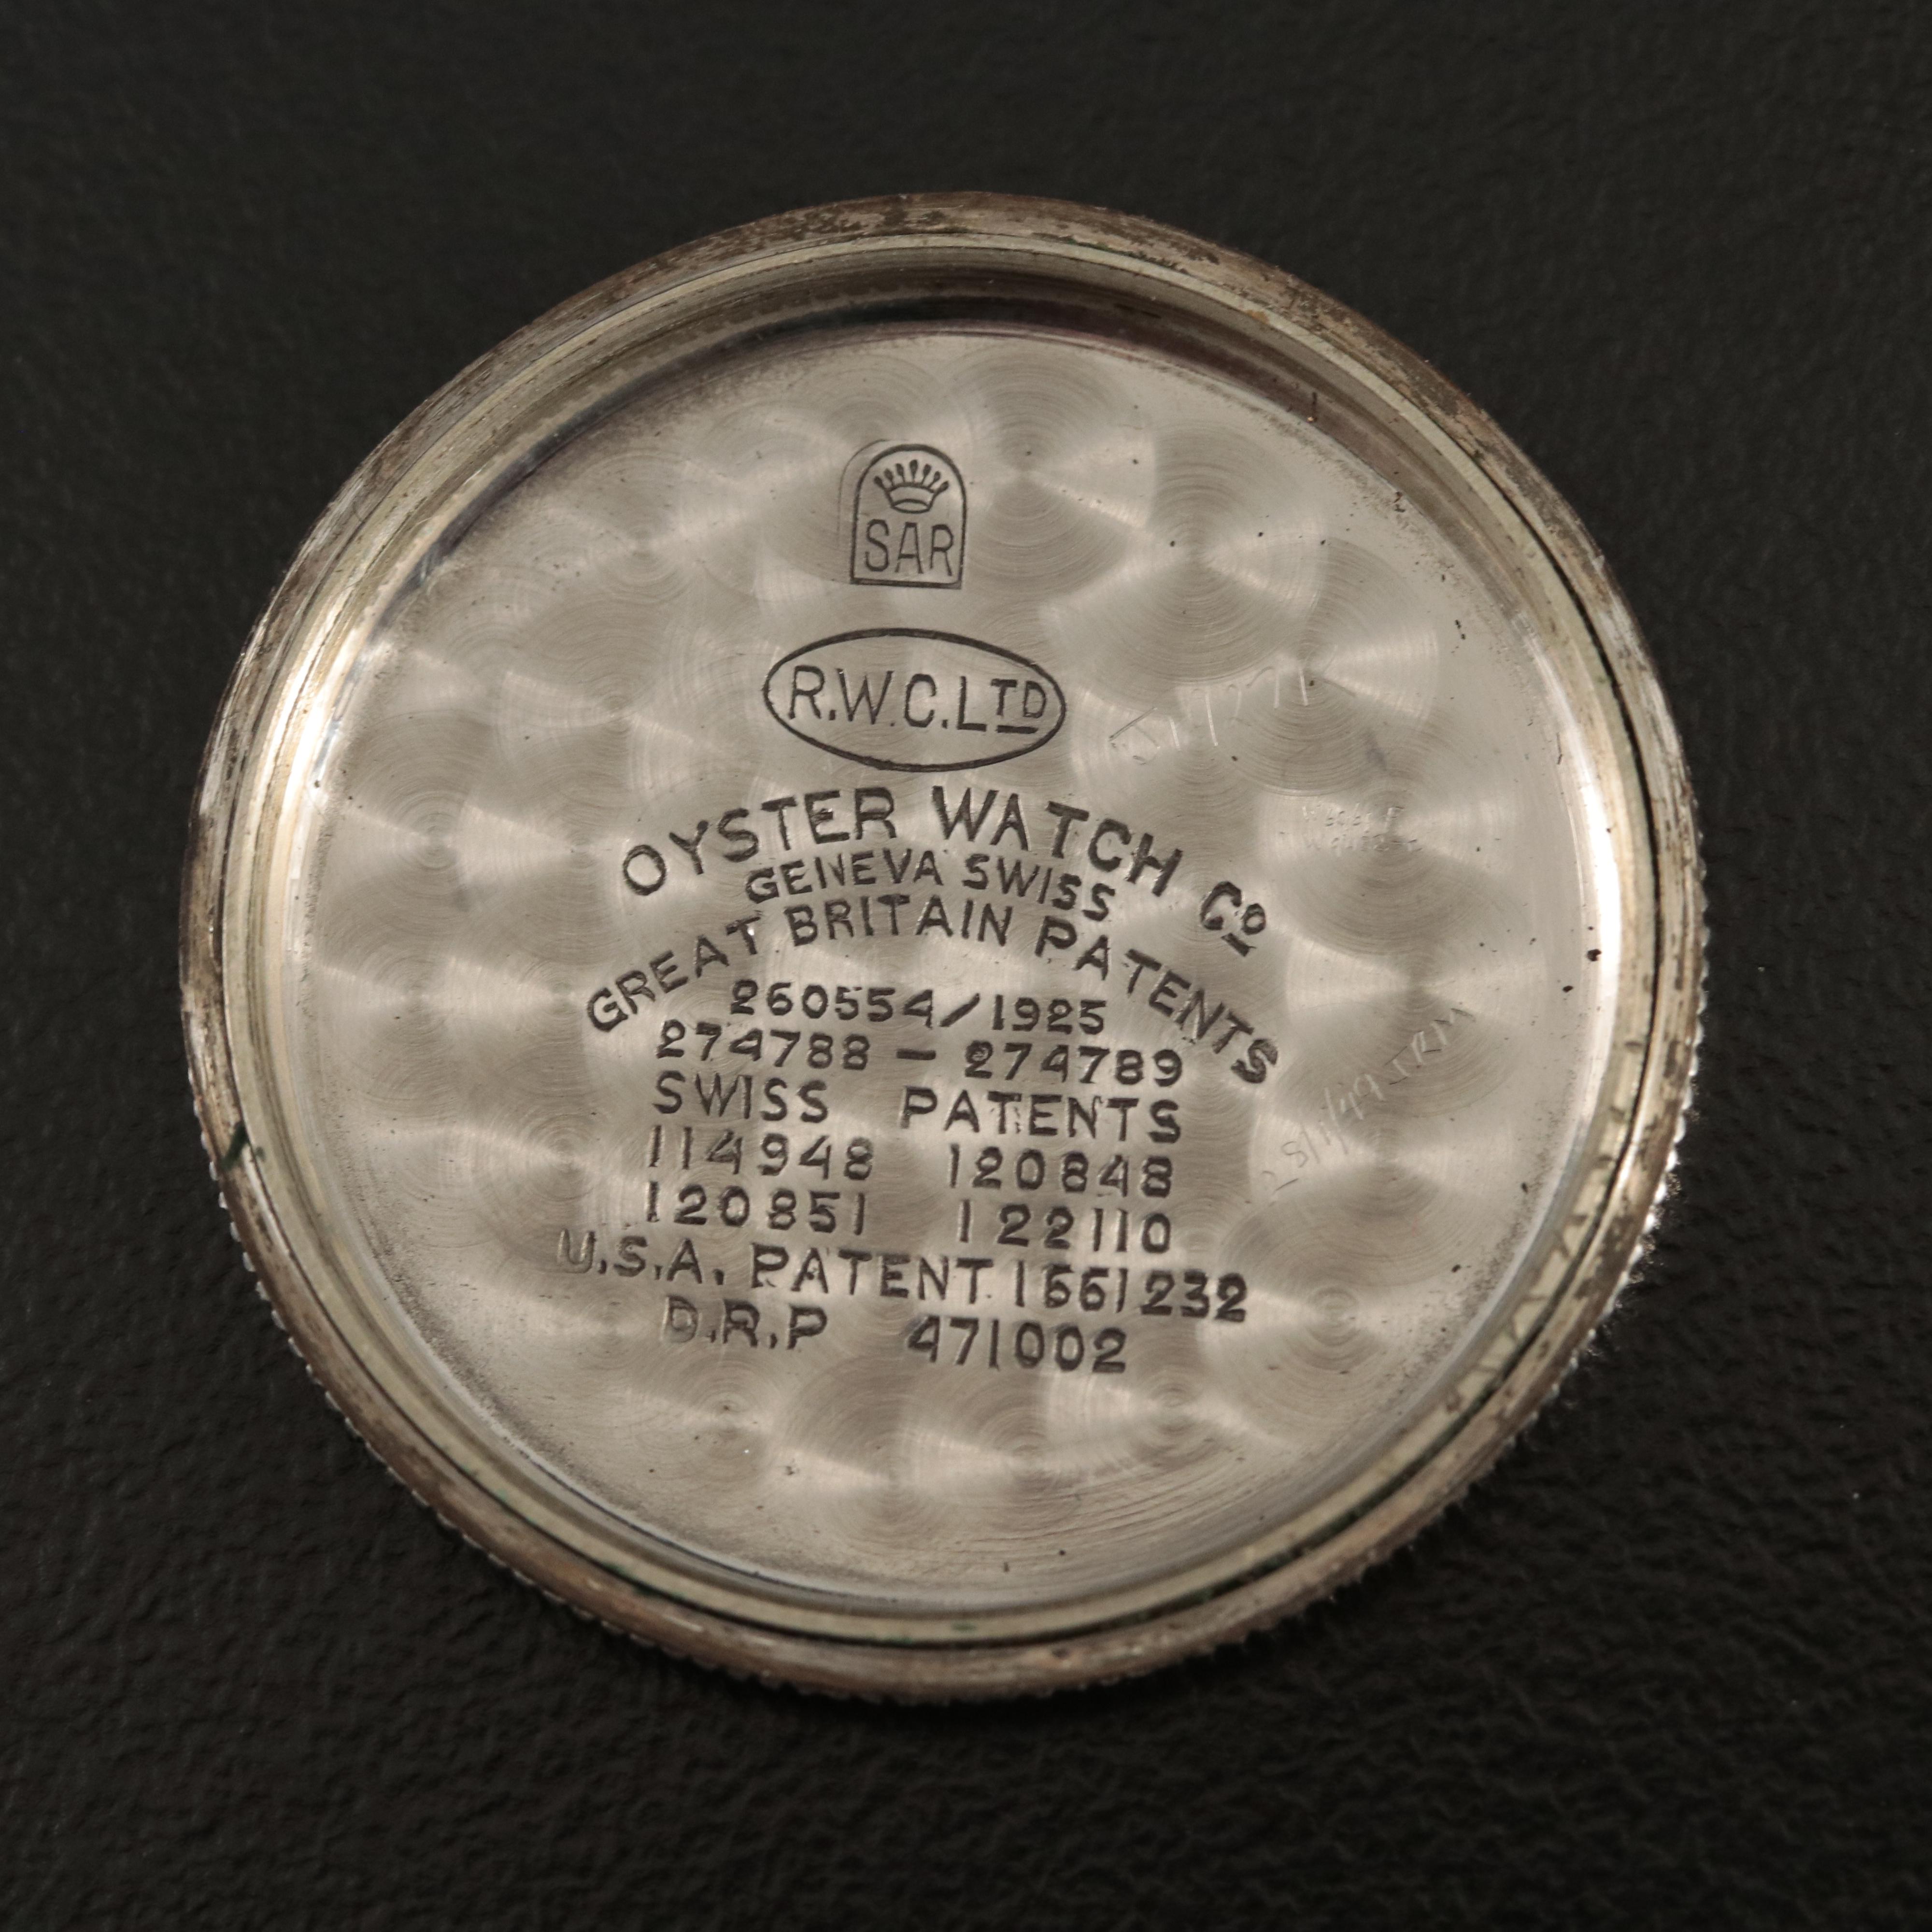 SAR
R.W.C.LTD
OYSTER WATCH Cº
GENEVA SWISS
GREAT BRITAIN PATENTS
260554/1925
274788 - 274789
SWISS PATENTS
114948 120848
120851 122110
U.S.A. PATENT 1661232
D.R.P 471002